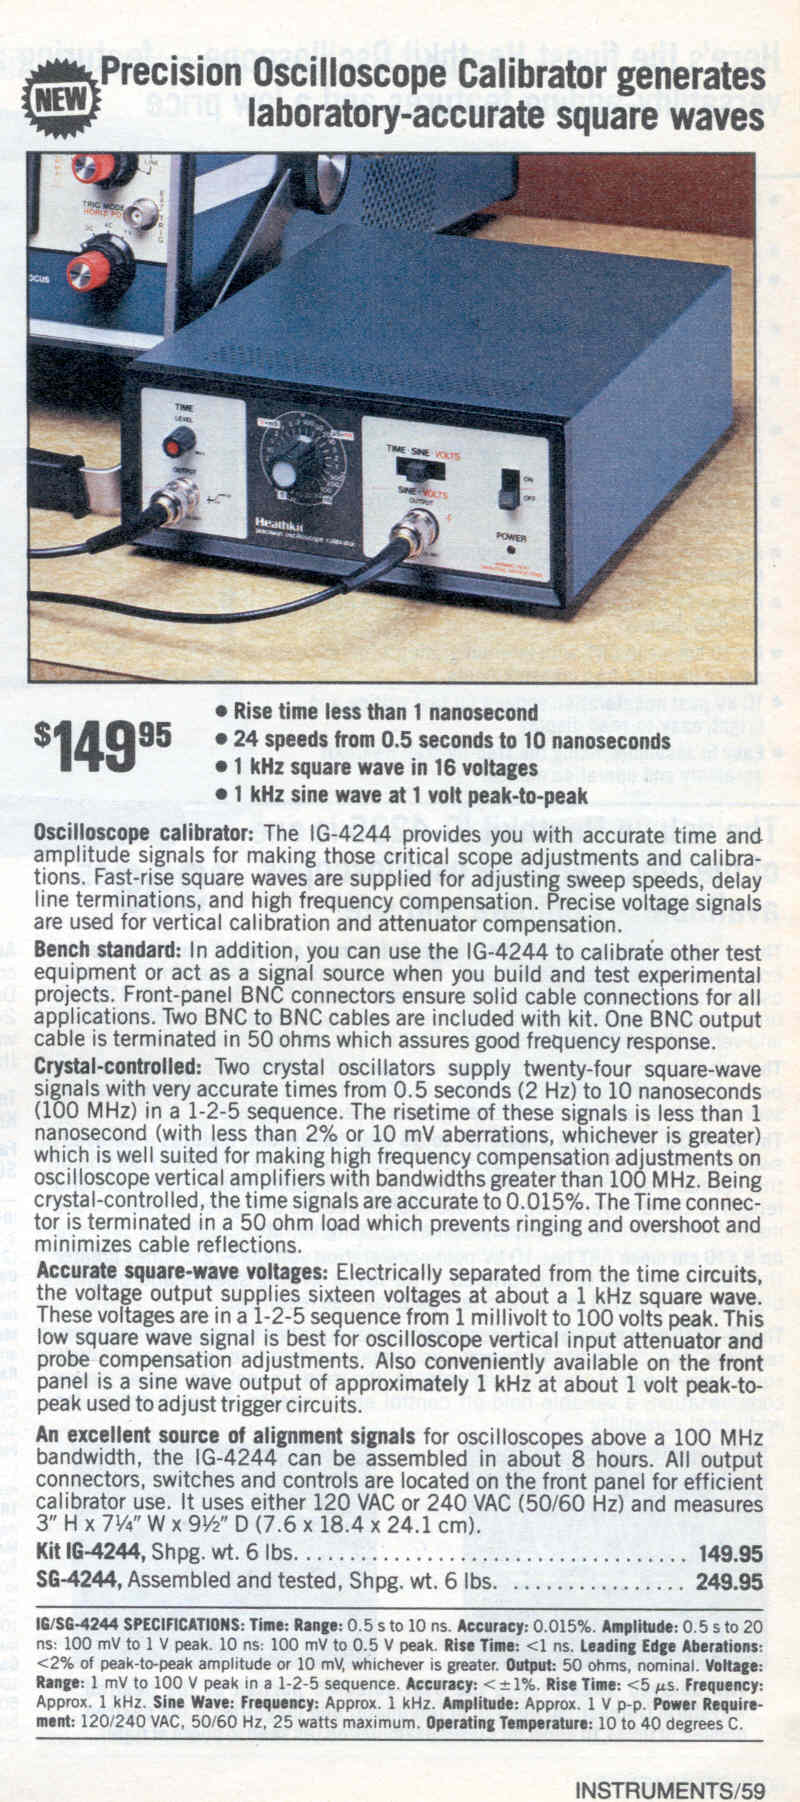 NEW
Precision Oscilloscope Calibrator generates
laboratory-accurate square waves
TRIG MODE
FOCUS
TIME
LEVEL
OUTPUT
Heathkit
PRECISION OSCILLOSCOPE CALIBRATOR
TIME · SINE · VOLTS
SINE · VOLTS
OUTPUT
ON
OFF
POWER
$149 95
• Rise time less than 1 nanosecond
• 24 speeds from 0.5 seconds to 10 nanoseconds
• 1 kHz square wave in 16 voltages
• 1 kHz sine wave at 1 volt peak-to-peak
Oscilloscope calibrator: The IG-4244 provides you with accurate time and
amplitude signals for making those critical scope adjustments and calibra-
tions. Fast-rise square waves are supplied for adjusting sweep speeds, delay
line terminations, and high frequency compensation. Precise voltage signals
are used for vertical calibration and attenuator compensation.
Bench standard: In addition, you can use the IG-4244 to calibrate other test
equipment or act as a signal source when you build and test experimental
projects. Front-panel BNC connectors ensure solid cable connections for all
applications. Two BNC to BNC cables are included with kit. One BNC output
cable is terminated in 50 ohms which assures good frequency response.
Crystal-controlled: Two crystal oscillators supply twenty-four square-wave
signals with very accurate times from 0.5 seconds (2 Hz) to 10 nanoseconds
(100 MHz) in a 1-2-5 sequence. The risetime of these signals is less than 1
nanosecond (with less than 2% or 10 mV aberrations, whichever is greater)
which is well suited for making high frequency compensation adjustments on
oscilloscope vertical amplifiers with bandwidths greater than 100 MHz. Being
crystal-controlled, the time signals are accurate to 0.015%. The Time connec-
tor is terminated in a 50 ohm load which prevents ringing and overshoot and
minimizes cable reflections.
Accurate square-wave voltages: Electrically separated from the time circuits,
the voltage output supplies sixteen voltages at about a 1 kHz square wave.
These voltages are in a 1-2-5 sequence from 1 millivolt to 100 volts peak. This
low square wave signal is best for oscilloscope vertical input attenuator and
probe compensation adjustments. Also conveniently available on the front
panel is a sine wave output of approximately 1 kHz at about 1 volt peak-to-
peak used to adjust trigger circuits.
An excellent source of alignment signals for oscilloscopes above a 100 MHz
bandwidth, the IG-4244 can be assembled in about 8 hours. All output
connectors, switches and controls are located on the front panel for efficient
calibrator use. It uses either 120 VAC or 240 VAC (50/60 Hz) and measures
3" H x 7¼" W x 9½" D (7.6 x 18.4 x 24.1 cm).
Kit IG-4244, Shpg. wt. 6 lbs. . . . . . . . . . . . . . . . . . . . . . . . . . . . . . . . . . . . . 149.95
SG-4244, Assembled and tested, Shpg. wt. 6 lbs. . . . . . . . . . . . . . . . . 249.95
IG/SG-4244 SPECIFICATIONS: Time: Range: 0.5 s to 10 ns. Accuracy: 0.015%. Amplitude: 0.5 s to 20
ns: 100 mV to 1 V peak. 10 ns: 100 mV to 0.5 V peak. Rise Time: <1 ns. Leading Edge Aberations:
<2% of peak-to-peak amplitude or 10 mV, whichever is greater. Output: 50 ohms, nominal. Voltage:
Range: 1 mV to 100 V peak in a 1-2-5 sequence. Accuracy: <±1%. Rise Time: <5 μs. Frequency:
Approx. 1 kHz. Sine Wave: Frequency: Approx. 1 kHz. Amplitude: Approx. 1 V p-p. Power Require-
ment: 120/240 VAC, 50/60 Hz, 25 watts maximum. Operating Temperature: 10 to 40 degrees C.
INSTRUMENTS/59